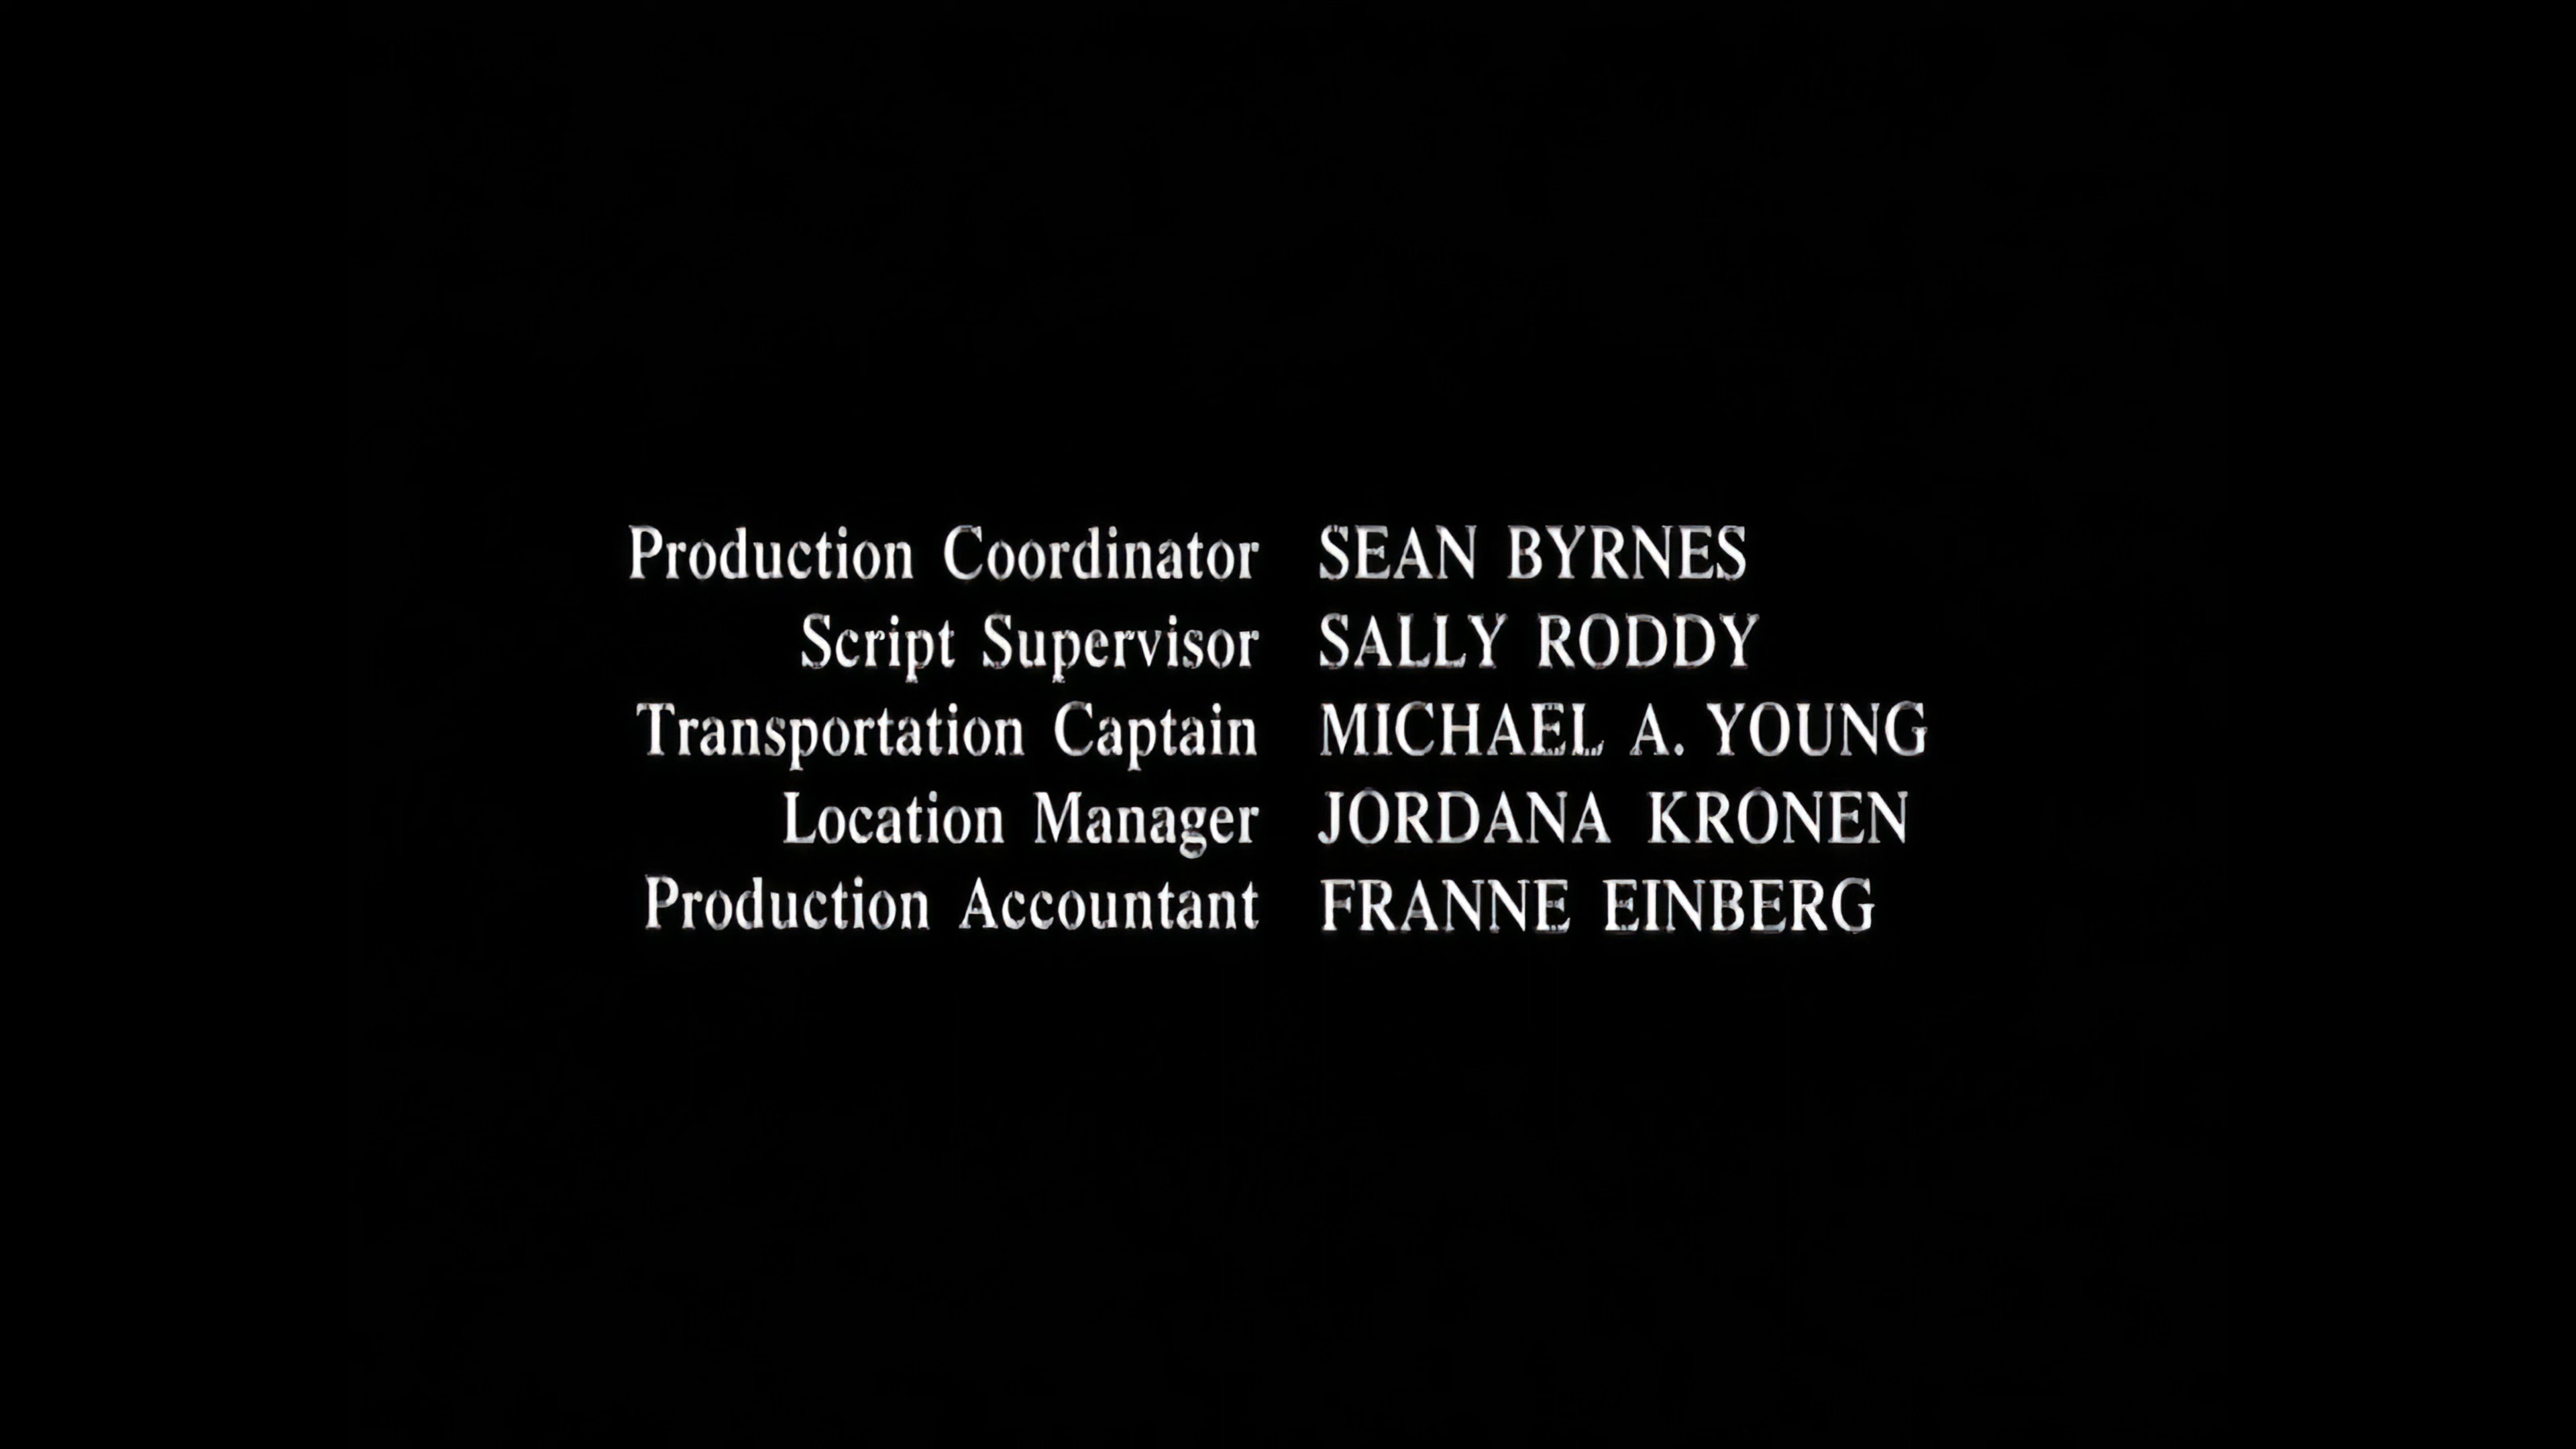 Production Coordinator SEAN BYRNES
Script Supervisor SALLY RODDY
Transportation Captain MICHAEL A. YOUNG
Location Manager JORDANA KRONEN
Production Accountant FRANNE EINBERG